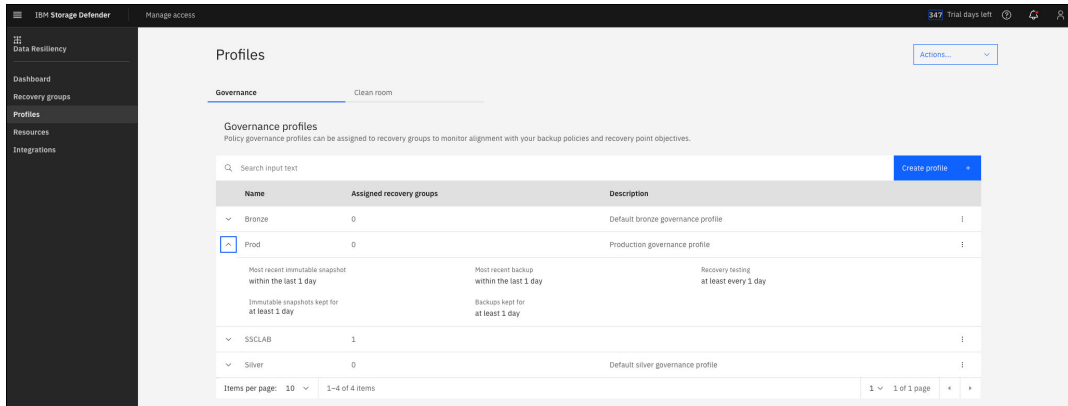 IBM Storage Defender
Manage access
347 Trial days left
Data Resiliency
Dashboard
Recovery groups
Profiles
Resources
Integrations
Profiles
Actions...
Governance
Clean room
Governance profiles
Policy governance profiles can be assigned to recovery groups to monitor alignment with your backup policies and recovery point objectives.
Search input text
Create profile +
Name Assigned recovery groups Description
Bronze 0 Default bronze governance profile
Prod 0 Production governance profile
Most recent immutable snapshot Most recent backup Recovery testing
within the last 1 day within the last 1 day at least every 1 day
Immutable snapshots kept for Backups kept for
at least 1 day at least 1 day
SSCLAB 1
Silver 0 Default silver governance profile
Items per page: 10 1–4 of 4 items 1 1 of 1 page